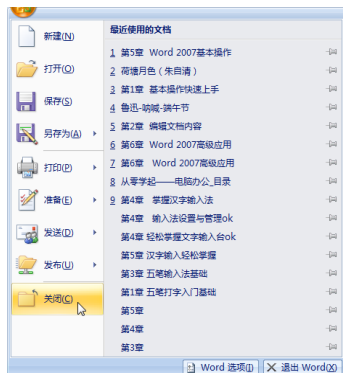 新建(N)
打开(O)
保存(S)
另存为(A)
打印(P)
准备(E)
发送(D)
发布(U)
关闭(C)
最近使用的文档
1 第5章 Word 2007基本操作
2 荷塘月色（朱自清）
3 第1章 基本操作快速上手
4 鲁迅-呐喊-端午节
5 第2章 编辑文档内容
6 第6章 Word 2007高级应用
7 第6章 Word 2007高级应用
8 从零学起——电脑办公_目录
9 第4章 掌握汉字输入法
第4章 输入法设置与管理ok
第4章 轻松掌握文字输入台ok
第5章 汉字输入轻松掌握
第3章 五笔输入法基础
第1章 五笔打字入门基础
第5章
第4章
第3章
Word 选项(I) 退出 Word(X)